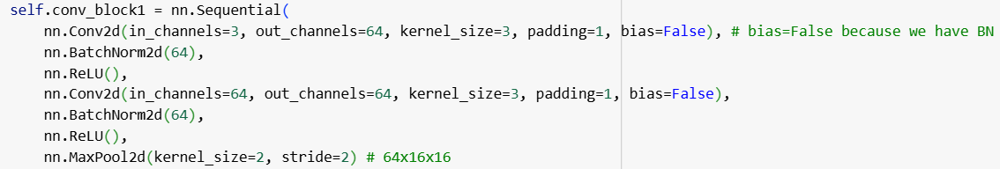 self.conv_block1 = nn.Sequential(
    nn.Conv2d(in_channels=3, out_channels=64, kernel_size=3, padding=1, bias=False), # bias=False because we have BN
    nn.BatchNorm2d(64),
    nn.ReLU(),
    nn.Conv2d(in_channels=64, out_channels=64, kernel_size=3, padding=1, bias=False),
    nn.BatchNorm2d(64),
    nn.ReLU(),
    nn.MaxPool2d(kernel_size=2, stride=2) # 64x16x16